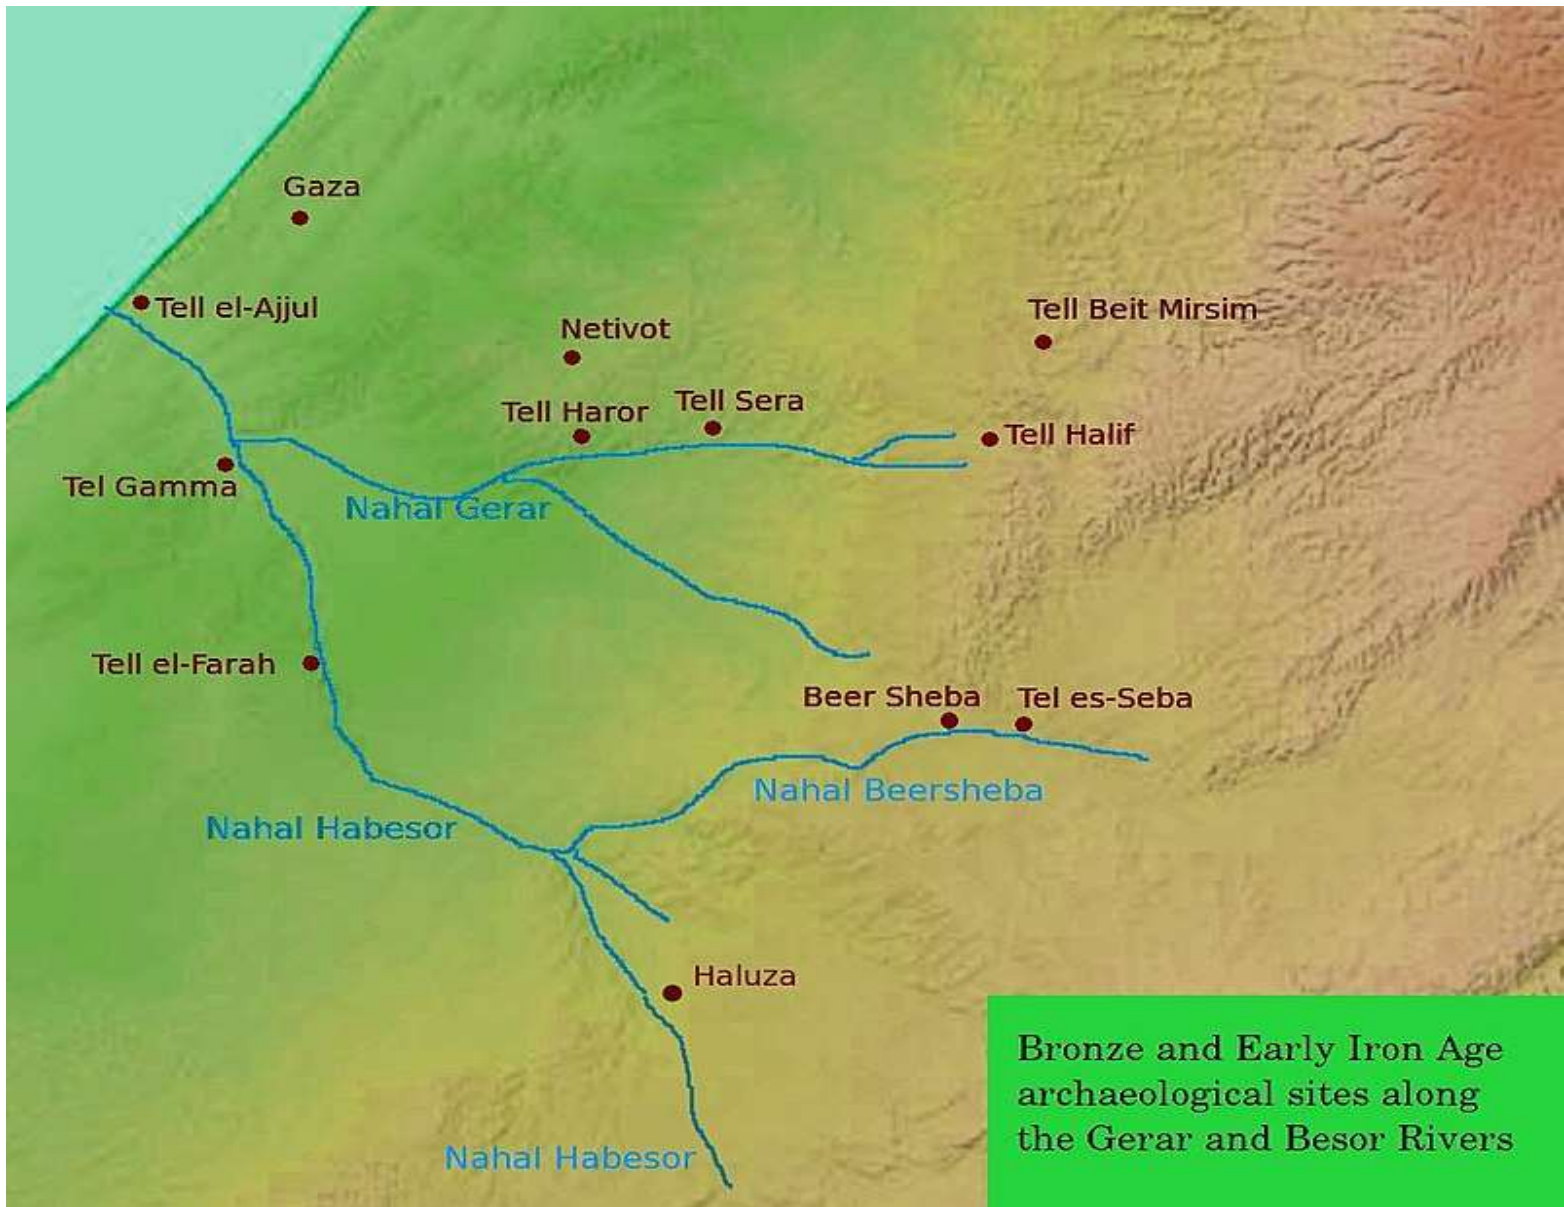 Gaza
Tell el-Ajjul
Netivot
Tell Beit Mirsim
Tell Haror
Tell Sera
Tell Halif
Tel Gamma
Nahal Gerar
Tell el-Farah
Beer Sheba
Tel es-Seba
Nahal Beersheba
Nahal Habesor
Haluza
Nahal Habesor
Bronze and Early Iron Age
archaeological sites along
the Gerar and Besor Rivers